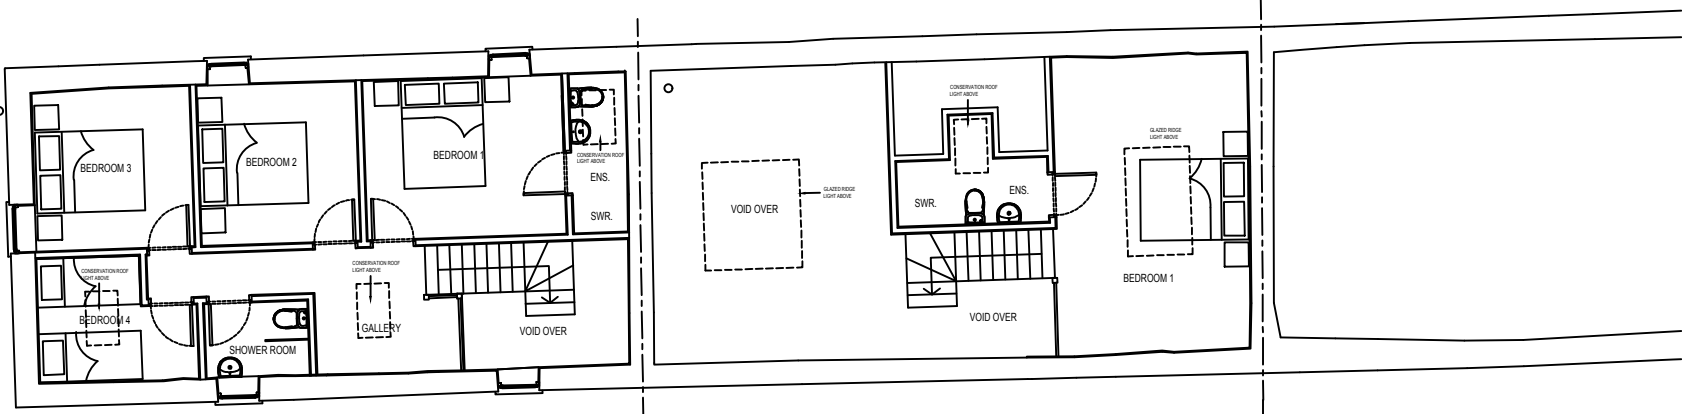 BEDROOM 3
BEDROOM 2
BEDROOM 1
CONSERVATION ROOF
LIGHT ABOVE
ENS.
SWR.
CONSERVATION ROOF
LIGHT ABOVE
BEDROOM 4
SHOWER ROOM
CONSERVATION ROOF
LIGHT ABOVE
GALLERY
VOID OVER
VOID OVER
GLAZED RIDGE
LIGHT ABOVE
CONSERVATION ROOF
LIGHT ABOVE
SWR.
ENS.
VOID OVER
GLAZED RIDGE
LIGHT ABOVE
BEDROOM 1